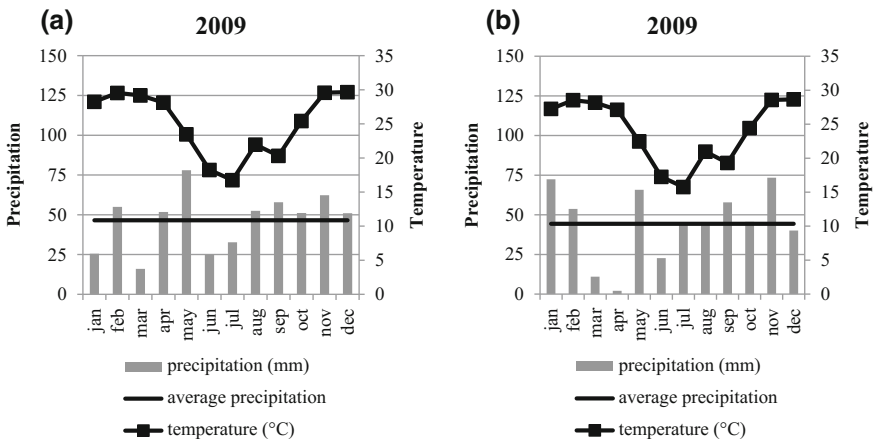 (a)
2009
Precipitation
150
125
100
75
50
25
0
35
30
25
20
15
10
5
0
Temperature
jan feb mar apr may jun jul aug sep oct nov dec
precipitation (mm)
average precipitation
temperature (°C)
(b)
2009
Precipitation
150
125
100
75
50
25
0
35
30
25
20
15
10
5
0
Temperature
jan feb mar apr may jun jul aug sep oct nov dec
precipitation (mm)
average precipitation
temperature (°C)